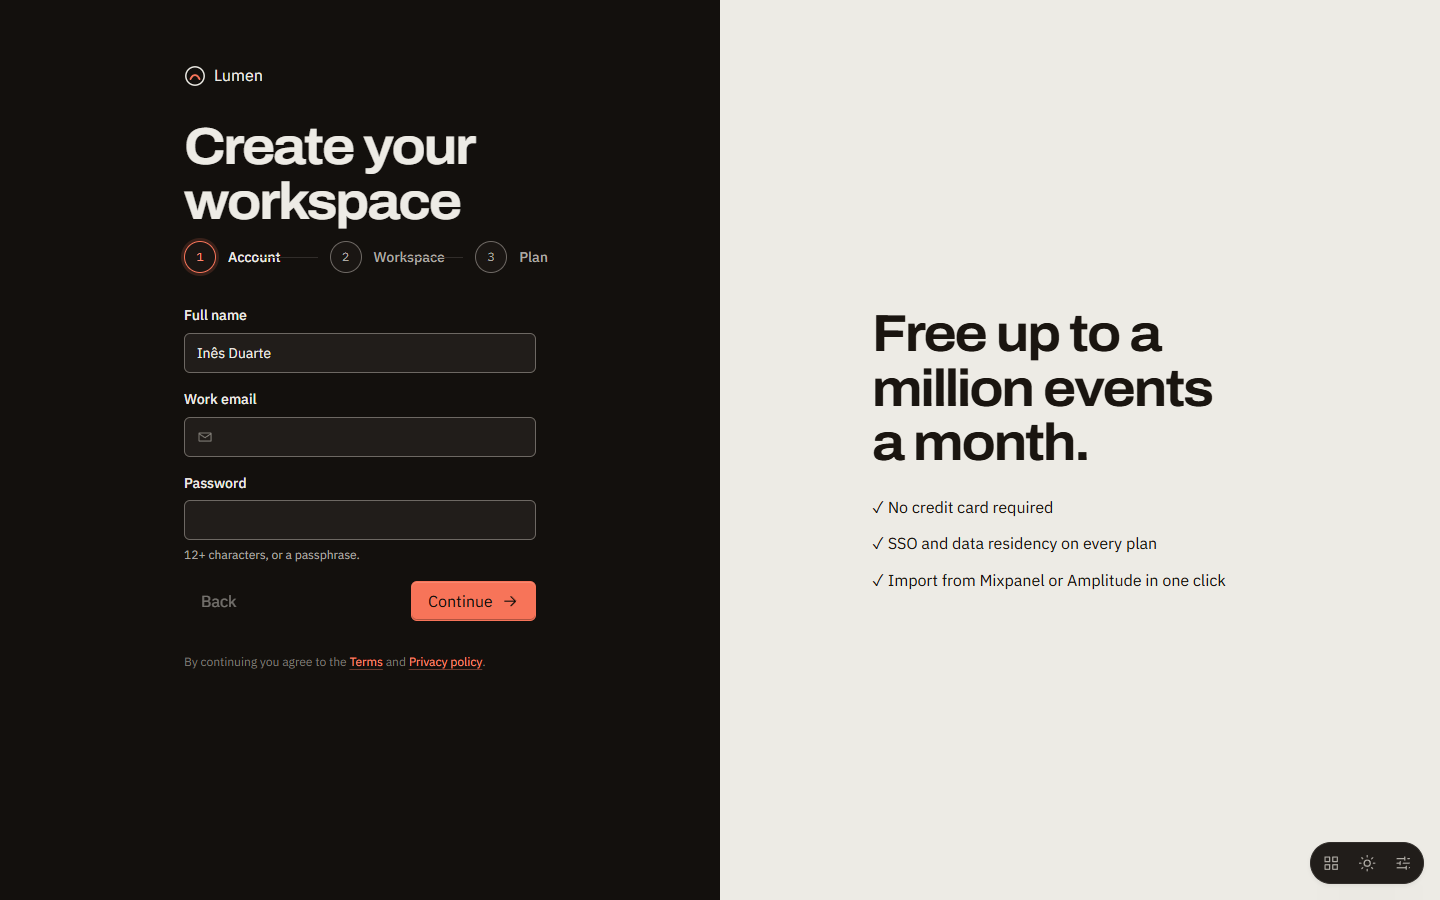 Lumen
Create your
workspace
1 Account 2 Workspace 3 Plan
Full name
Inês Duarte
Work email
Password
12+ characters, or a passphrase.
Back Continue →
By continuing you agree to the Terms and Privacy policy.
Free up to a
million events
a month.
✓ No credit card required
✓ SSO and data residency on every plan
✓ Import from Mixpanel or Amplitude in one click